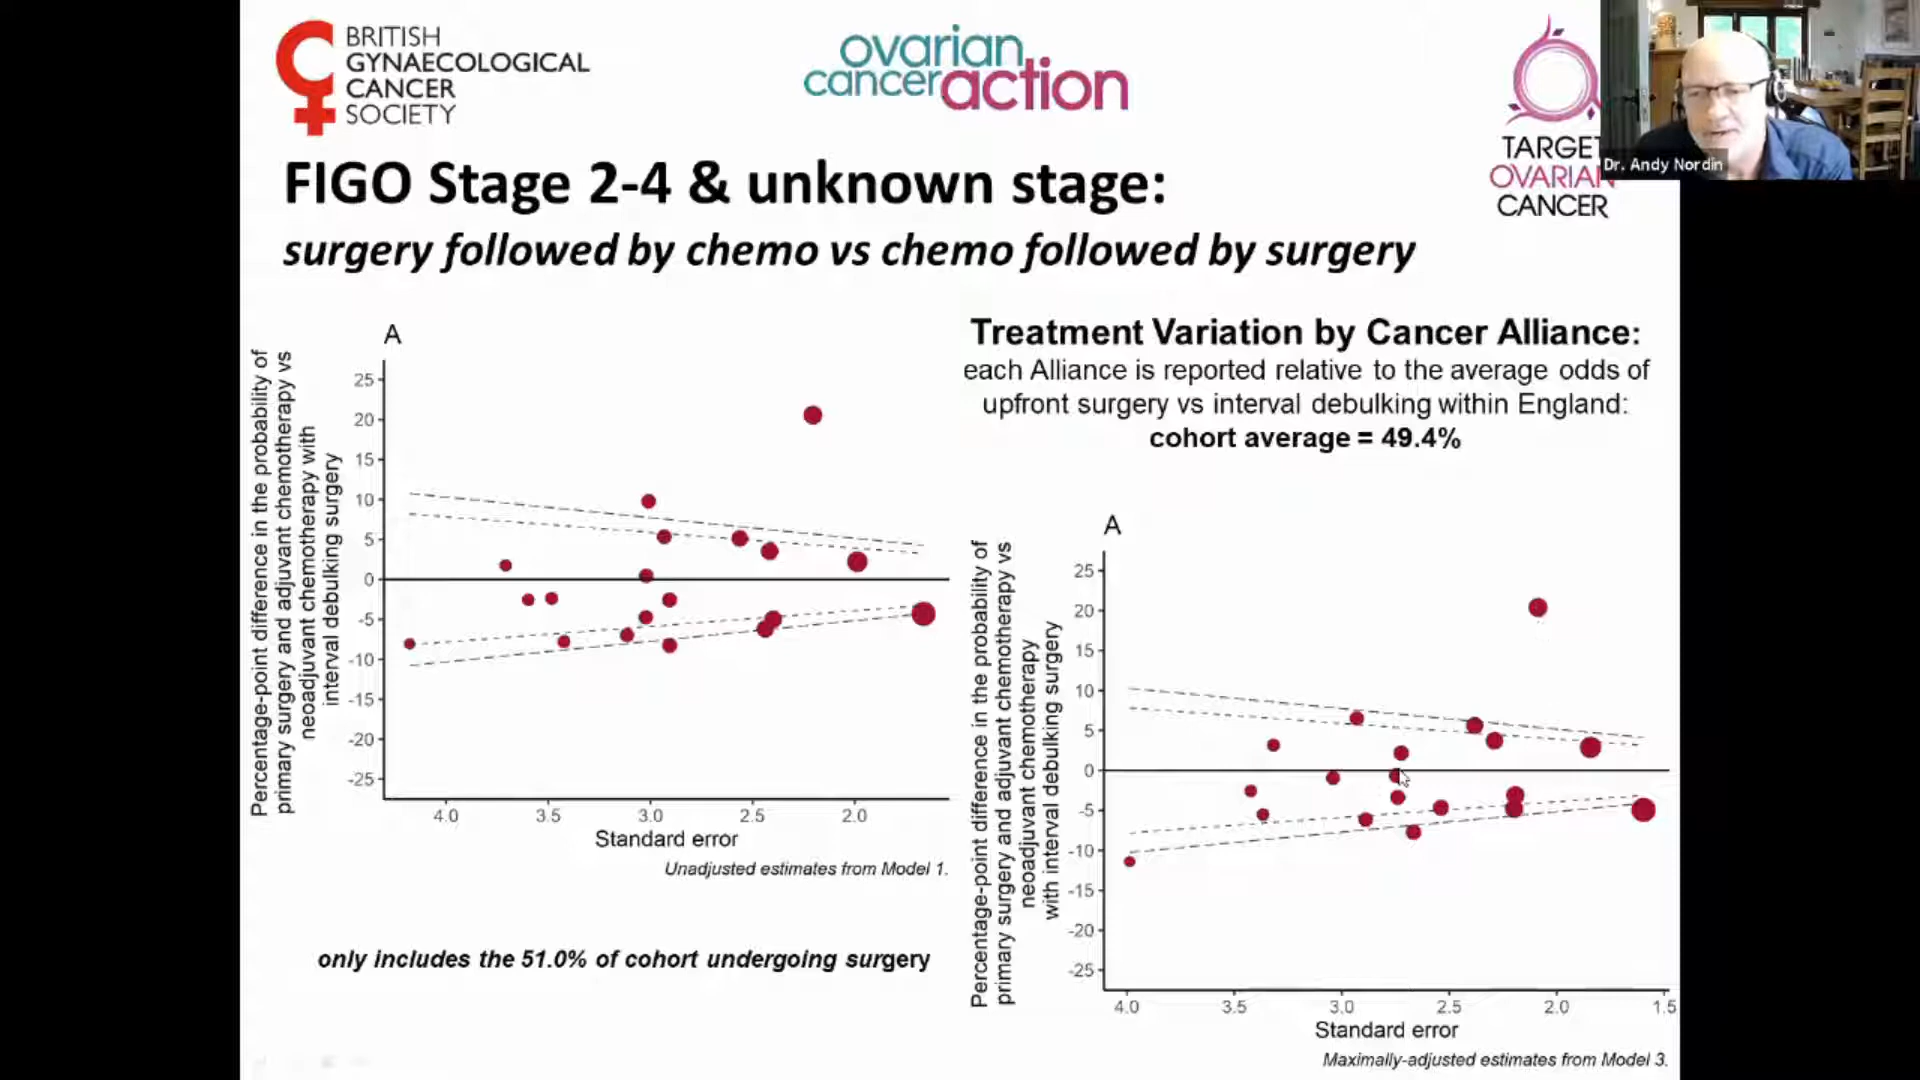 BRITISH
GYNAECOLOGICAL
CANCER
SOCIETY
ovarian
canceraction
TARGET
OVARIAN
CANCER
Dr. Andy Nordin
FIGO Stage 2-4 & unknown stage:
surgery followed by chemo vs chemo followed by surgery
Treatment Variation by Cancer Alliance:
each Alliance is reported relative to the average odds of
upfront surgery vs interval debulking within England:
cohort average = 49.4%
A
Percentage-point difference in the probability of
primary surgery and adjuvant chemotherapy vs
neoadjuvant chemotherapy with
interval debulking surgery
25
20
15
10
5
0
-5
-10
-15
-20
-25
4.0 3.5 3.0 2.5 2.0
Standard error
Unadjusted estimates from Model 1.
only includes the 51.0% of cohort undergoing surgery
A
Percentage-point difference in the probability of
primary surgery and adjuvant chemotherapy vs
neoadjuvant chemotherapy
with interval debulking surgery
25
20
15
10
5
0
-5
-10
-15
-20
-25
4.0 3.5 3.0 2.5 2.0 1.5
Standard error
Maximally-adjusted estimates from Model 3.